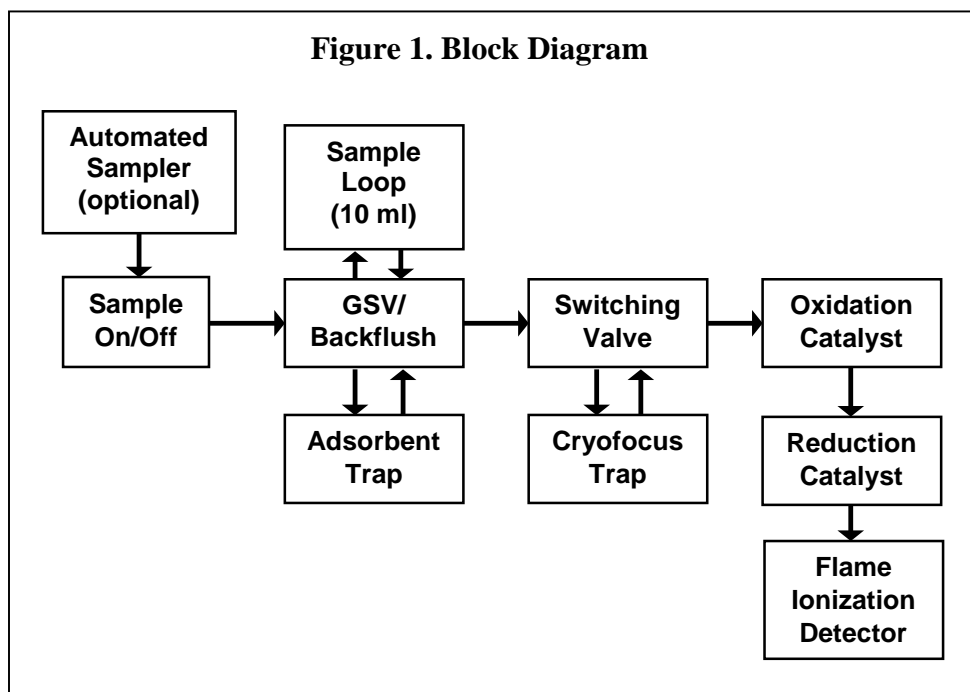 Figure 1. Block Diagram
Automated
Sampler
(optional)
Sample
Loop
(10 ml)
Sample
On/Off
GSV/
Backflush
Switching
Valve
Oxidation
Catalyst
Adsorbent
Trap
Cryofocus
Trap
Reduction
Catalyst
Flame
Ionization
Detector